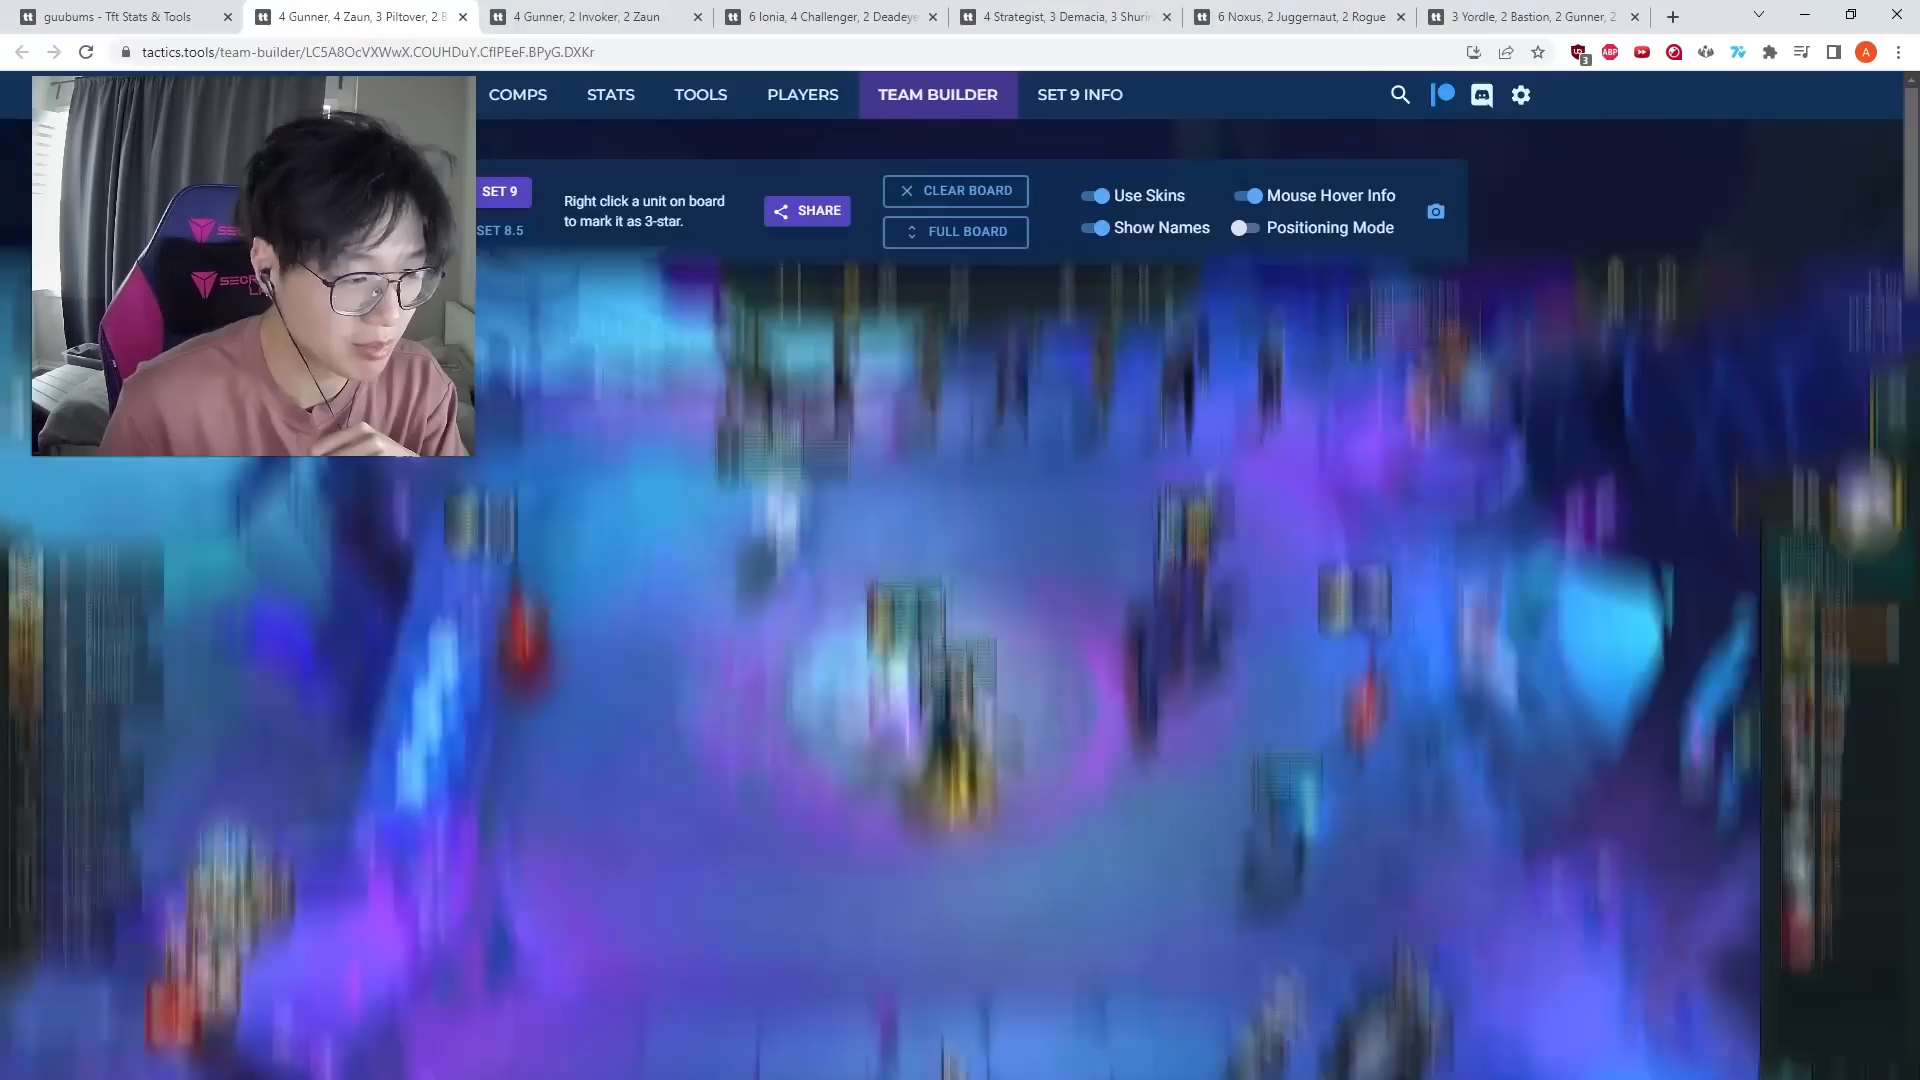 guubums - Tft Stats & Tools
4 Gunner, 4 Zaun, 3 Piltover, 2 B
4 Gunner, 2 Invoker, 2 Zaun
6 Ionia, 4 Challenger, 2 Deadeye
4 Strategist, 3 Demacia, 3 Shurim
6 Noxus, 2 Juggernaut, 2 Rogue
3 Yordle, 2 Bastion, 2 Gunner, 2
tactics.tools/team-builder/LC5A8OcVXWwX.COUHDuY.CflPEeF.BPyG.DXKr
ABP
3
A
COMPS
STATS
TOOLS
PLAYERS
TEAM BUILDER
SET 9 INFO
SET 9
SET 8.5
Right click a unit on board
to mark it as 3-star.
SHARE
CLEAR BOARD
FULL BOARD
Use Skins
Mouse Hover Info
Show Names
Positioning Mode